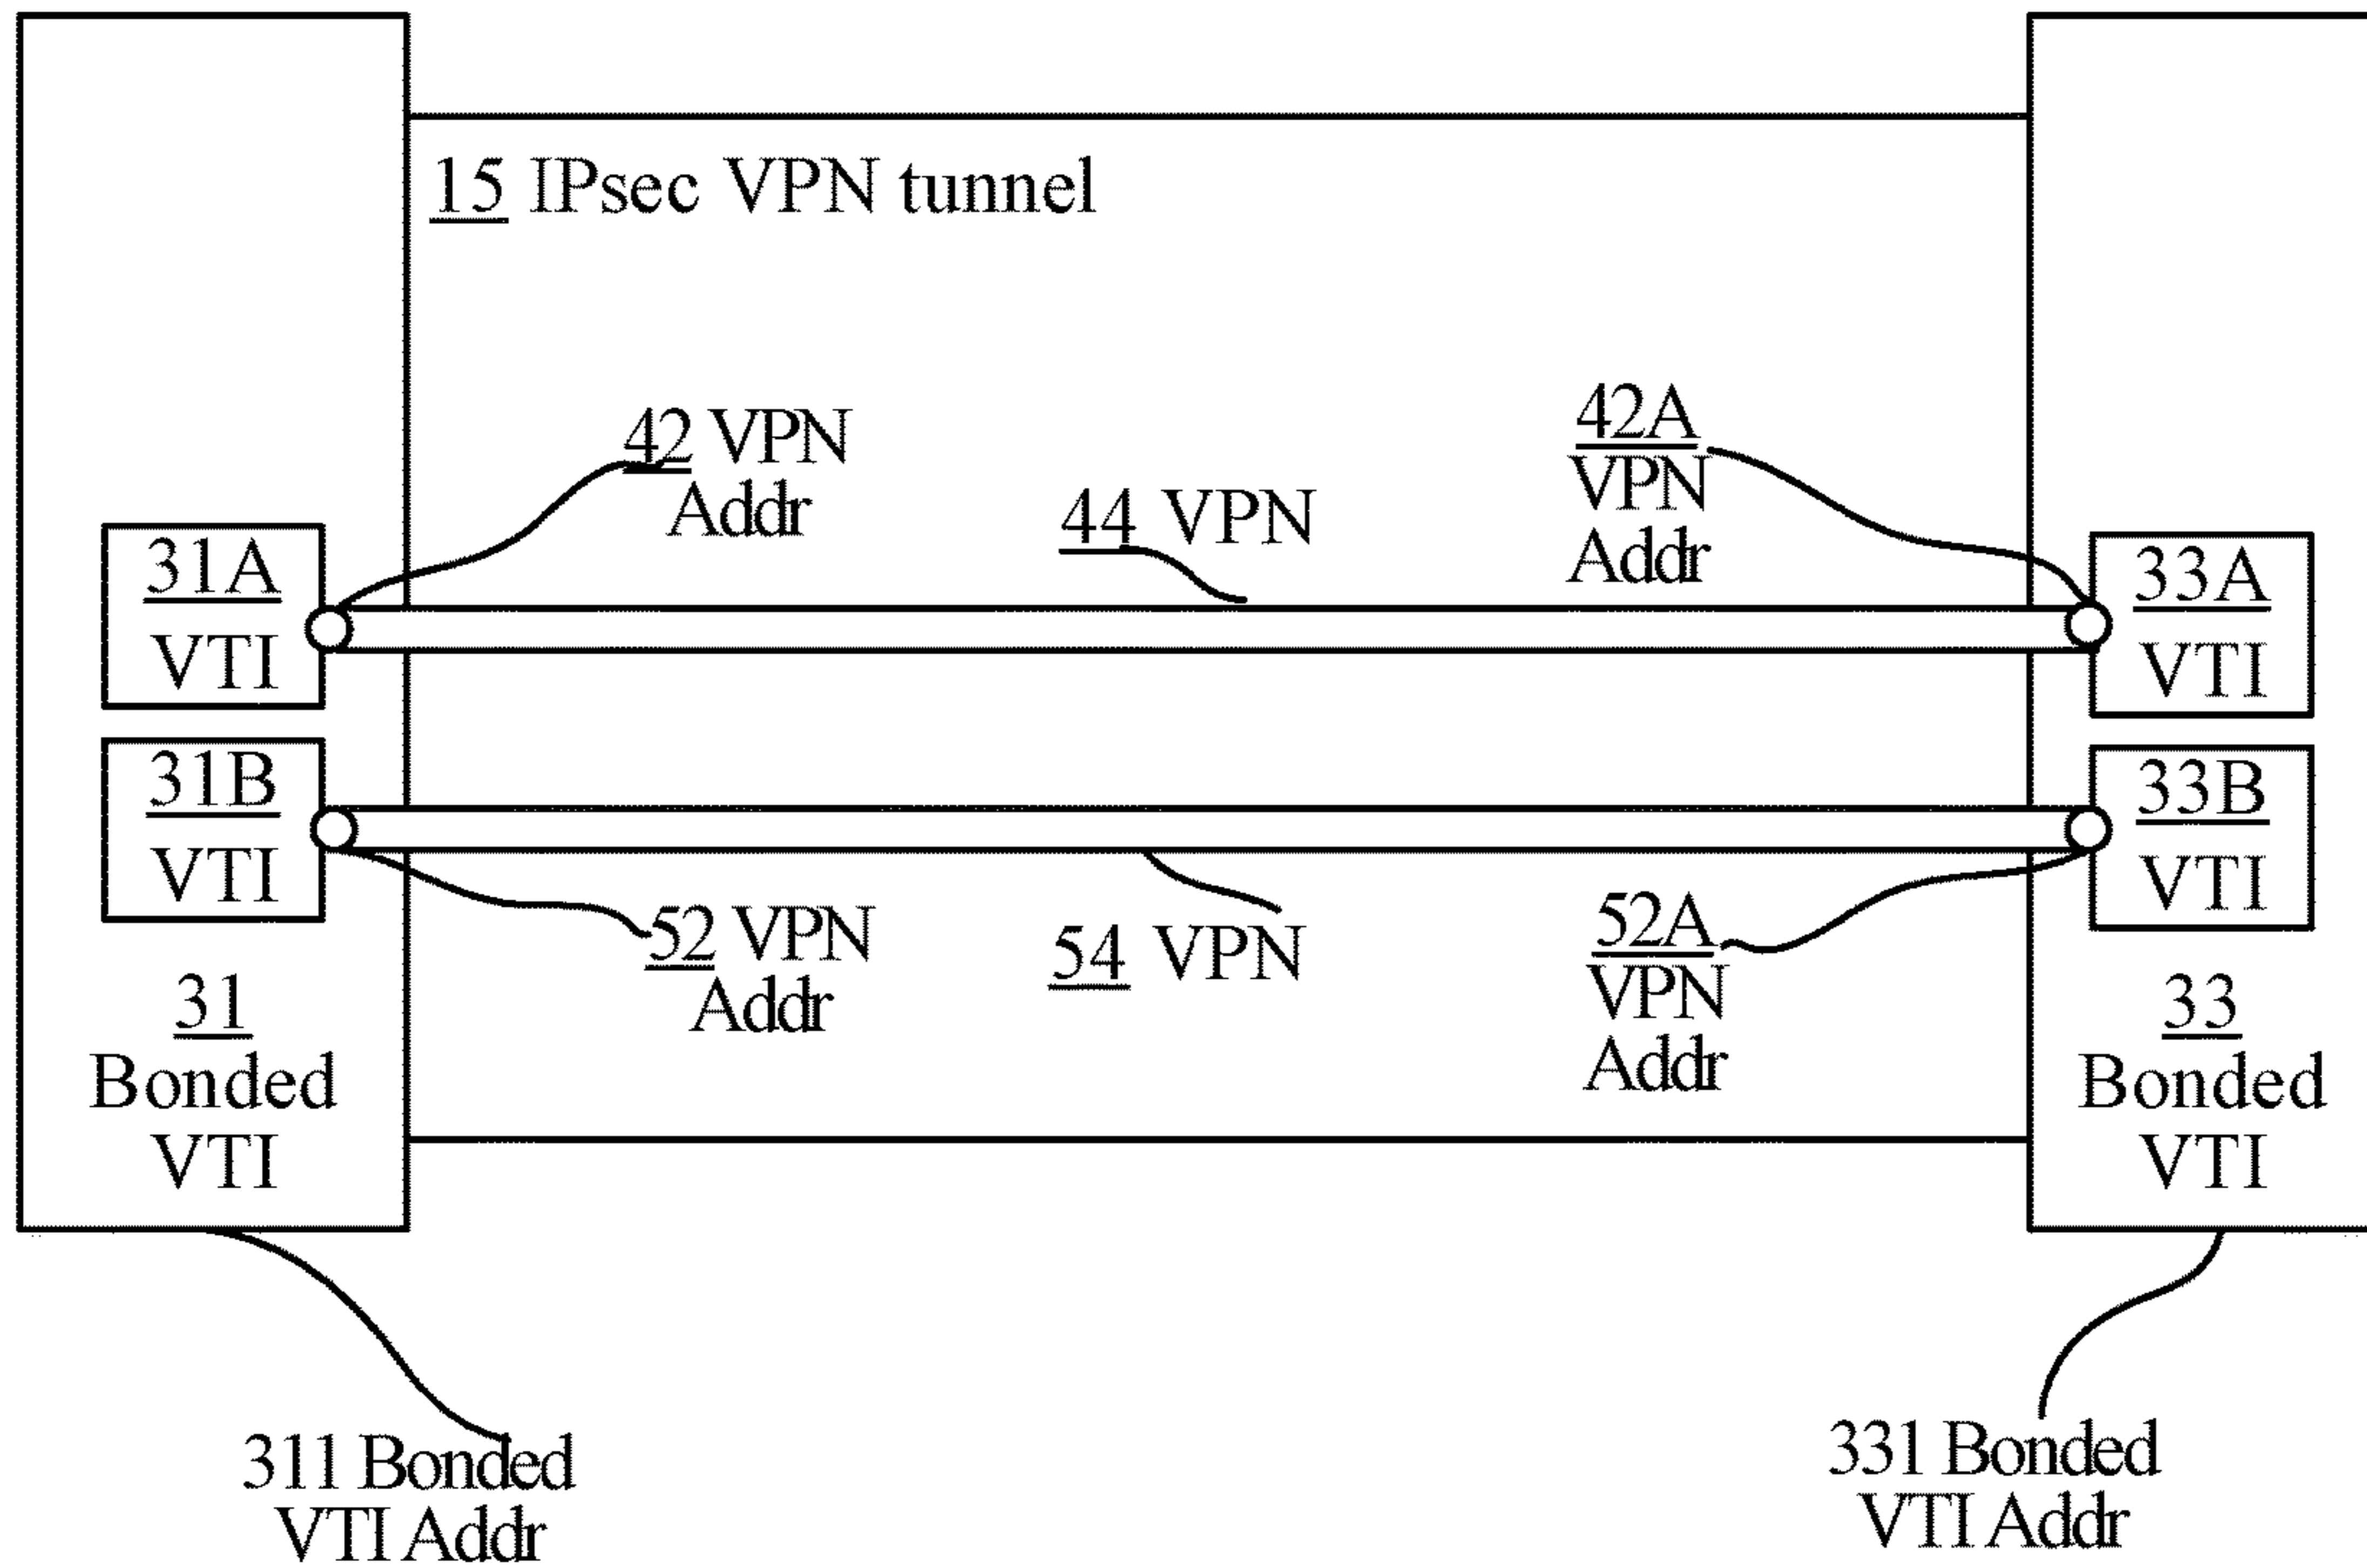 15 IPsec VPN tunnel
42 VPN
Addr
42A
VPN
Addr
44 VPN
31A
VTI
33A
VTI
31B
VTI
33B
VTI
52 VPN
Addr
54 VPN
52A
VPN
Addr
31
Bonded
VTI
33
Bonded
VTI
311 Bonded
VTI Addr
331 Bonded
VTI Addr